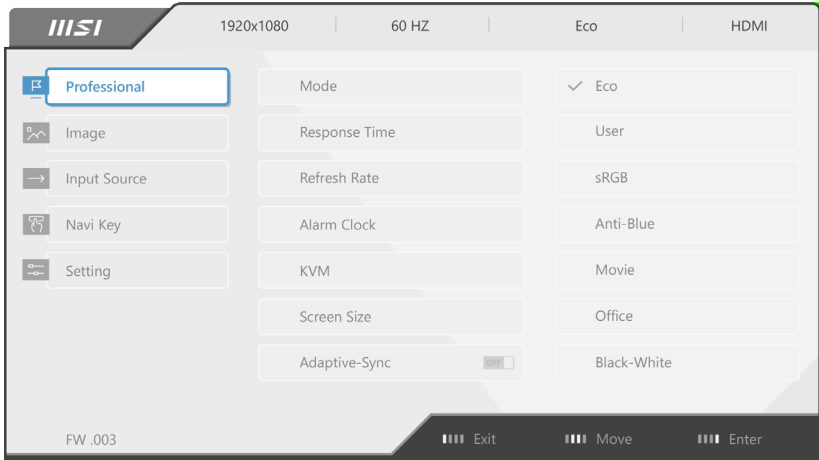 msi 1920x1080 60 HZ Eco HDMI
Professional Mode Eco
Image Response Time User
Input Source Refresh Rate sRGB
Navi Key Alarm Clock Anti-Blue
Setting KVM Movie
Screen Size Office
Adaptive-Sync OFF Black-White
FW .003 Exit Move Enter